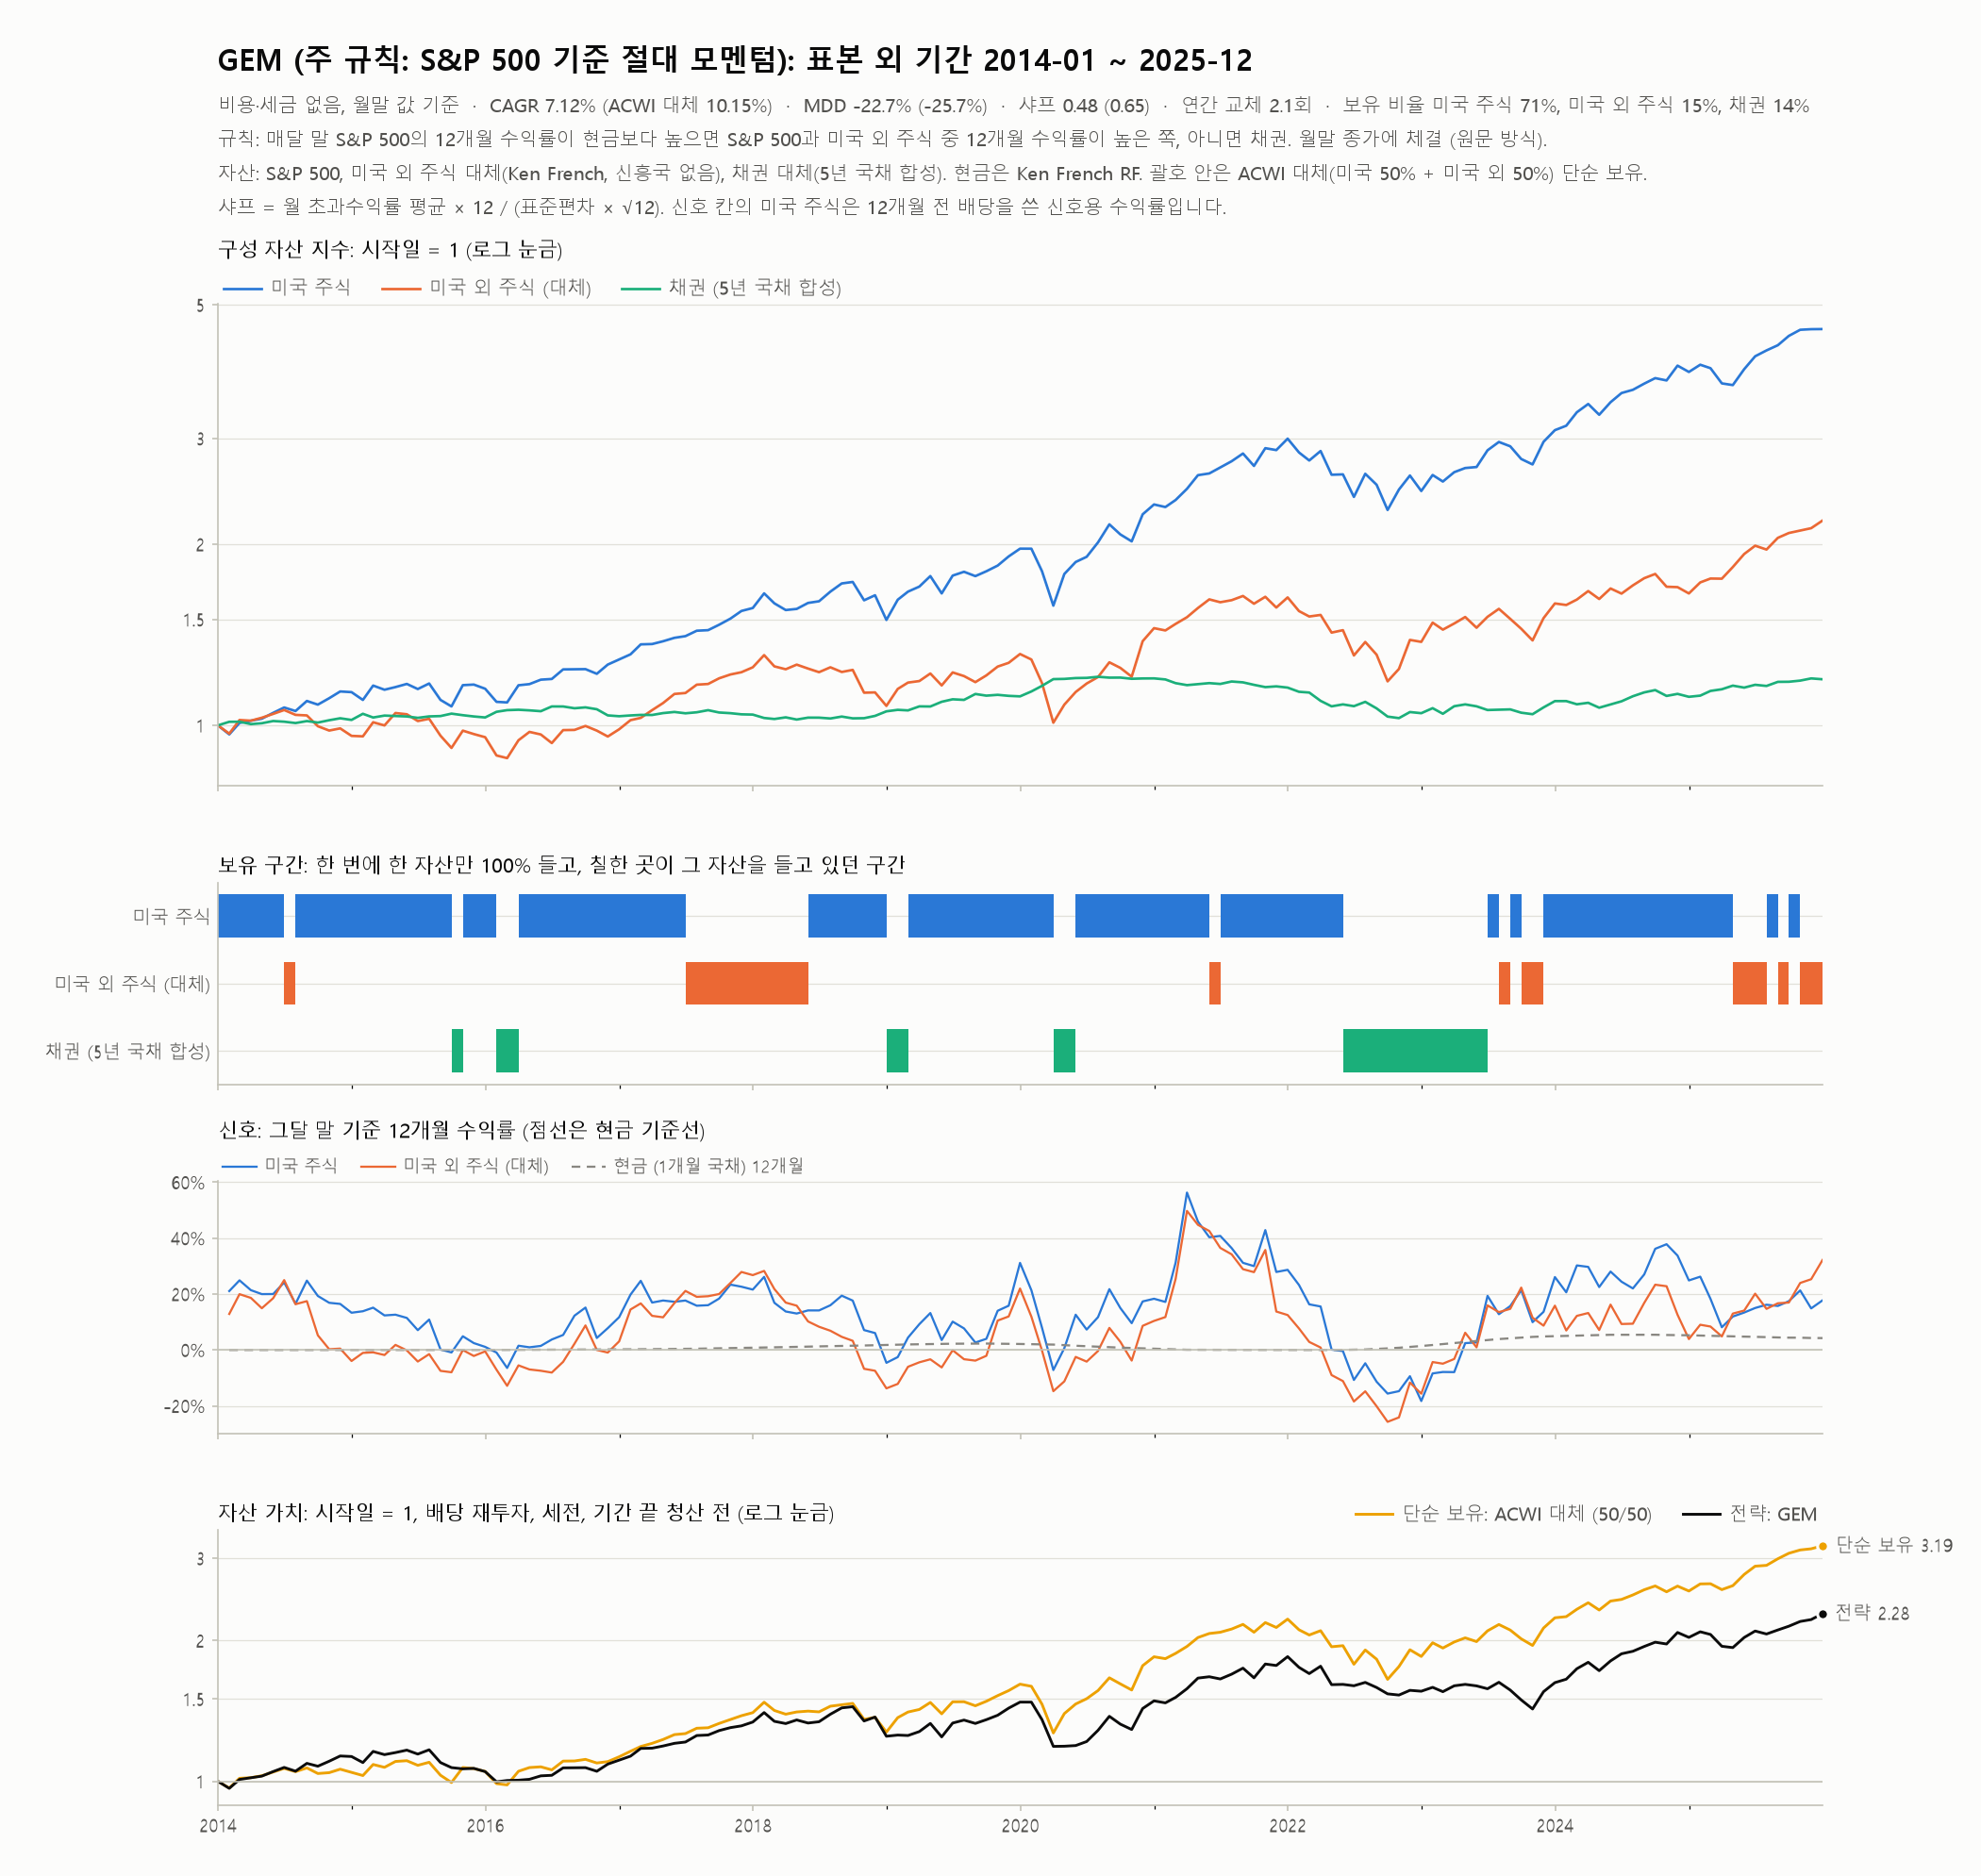 GEM (주 규칙: S&P 500 기준 절대 모멘텀): 표본 외 기간 2014-01 ~ 2025-12
비용·세금 없음, 월말 값 기준 · CAGR 7.12% (ACWI 대체 10.15%) · MDD -22.7% (-25.7%) · 샤프 0.48 (0.65) · 연간 교체 2.1회 · 보유 비율 미국 주식 71%, 미국 외 주식 15%, 채권 14%
규칙: 매달 말 S&P 500의 12개월 수익률이 현금보다 높으면 S&P 500과 미국 외 주식 중 12개월 수익률이 높은 쪽, 아니면 채권. 월말 종가에 체결 (원문 방식).
자산: S&P 500, 미국 외 주식 대체(Ken French, 신흥국 없음), 채권 대체(5년 국채 합성). 현금은 Ken French RF. 괄호 안은 ACWI 대체(미국 50% + 미국 외 50%) 단순 보유.
샤프 = 월 초과수익률 평균 × 12 / (표준편차 × √12). 신호 칸의 미국 주식은 12개월 전 배당을 쓴 신호용 수익률입니다.
구성 자산 지수: 시작일 = 1 (로그 눈금)
미국 주식 미국 외 주식 (대체) 채권 (5년 국채 합성)
5
3
2
1.5
1
보유 구간: 한 번에 한 자산만 100% 들고, 칠한 곳이 그 자산을 들고 있던 구간
미국 주식
미국 외 주식 (대체)
채권 (5년 국채 합성)
신호: 그달 말 기준 12개월 수익률 (점선은 현금 기준선)
미국 주식 미국 외 주식 (대체) 현금 (1개월 국채) 12개월
60%
40%
20%
0%
-20%
자산 가치: 시작일 = 1, 배당 재투자, 세전, 기간 끝 청산 전 (로그 눈금)
단순 보유: ACWI 대체 (50/50) 전략: GEM
단순 보유 3.19
3
전략 2.28
2
1.5
1
2014 2016 2018 2020 2022 2024